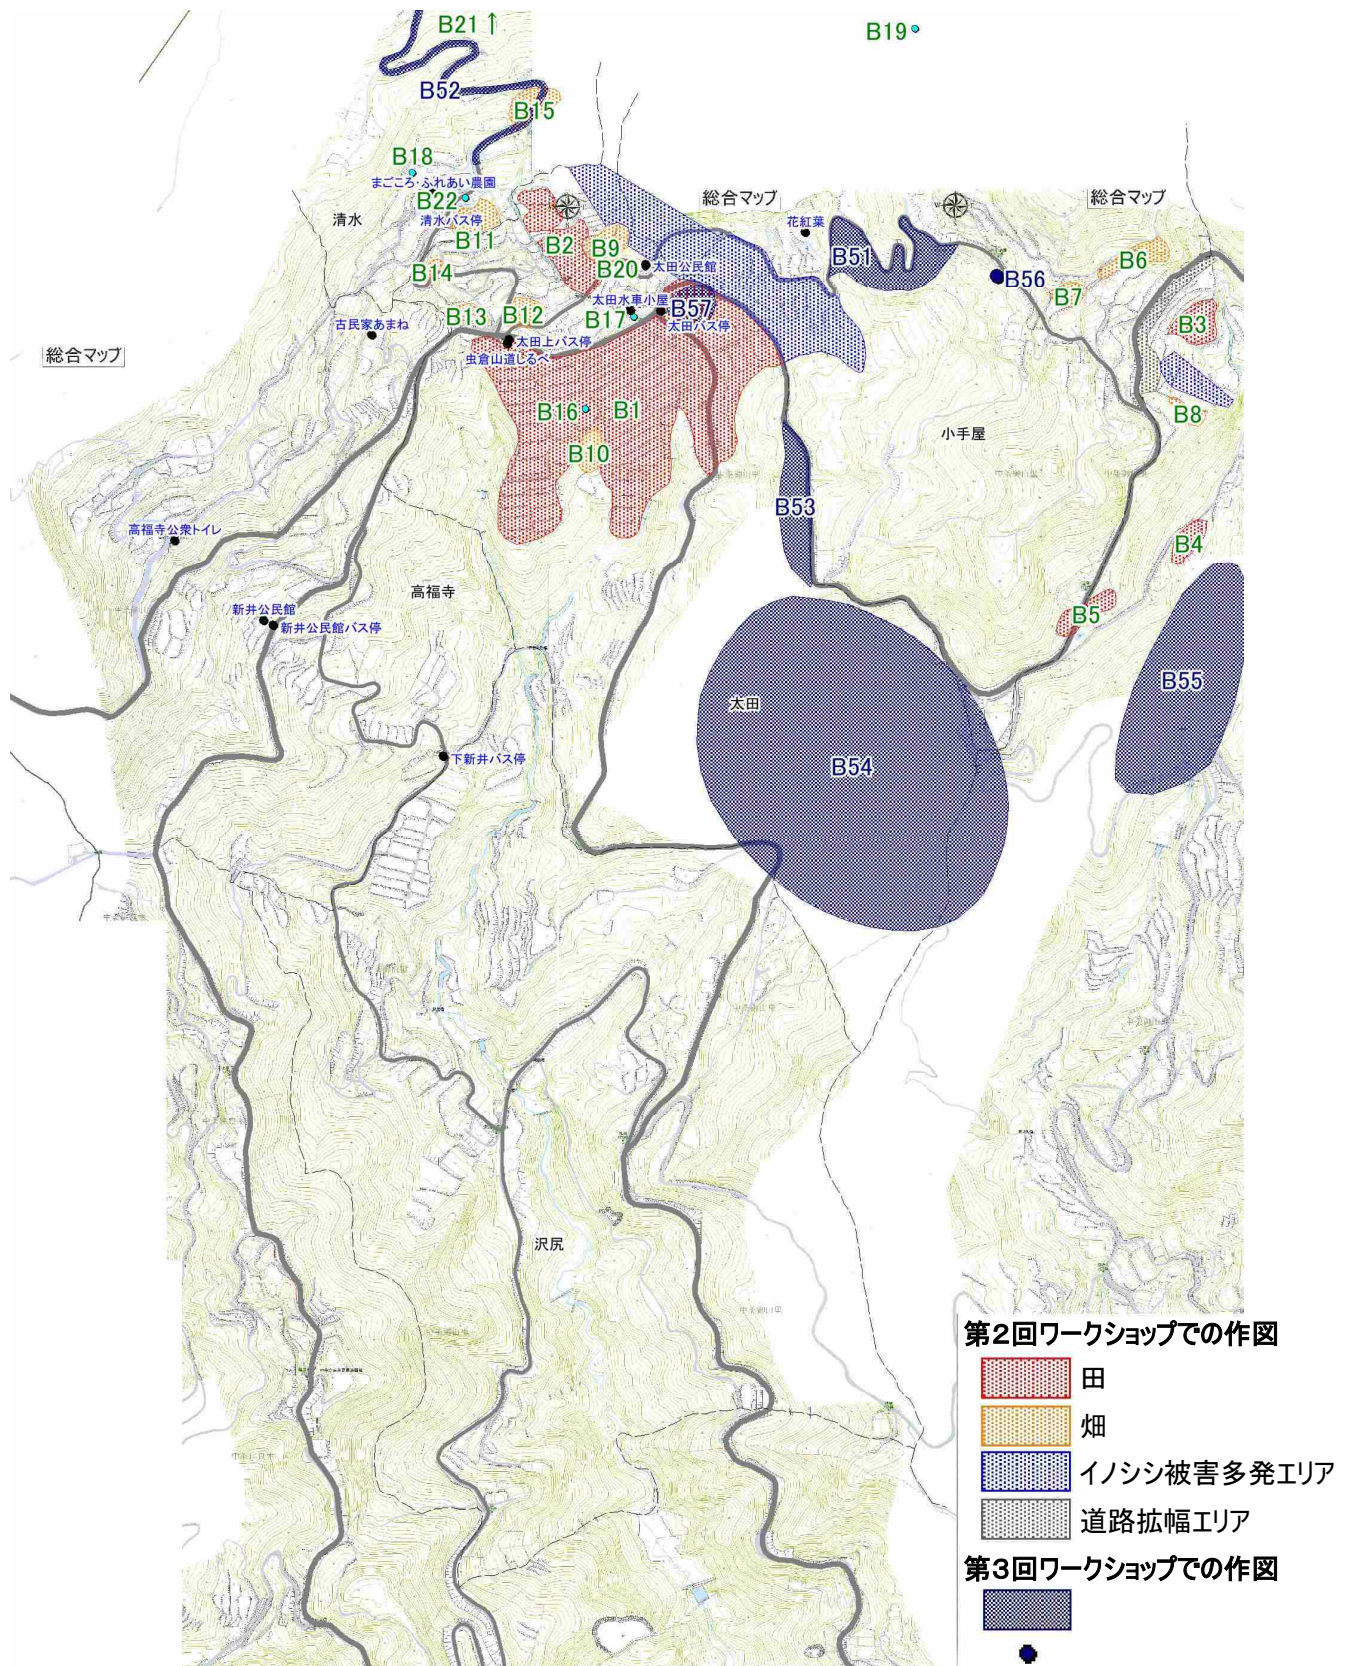 B21↑
B19
B52
B15
B18
まごころ・ふれあい農園
B22
清水バス停
清水
B11
総合マップ
総合マップ
花紅葉
B2
B9
B20
太田公民館
B51
B56
B6
B7
B3
B14
太田水車小屋
B57
B17
太田バス停
B13
B12
古民家あまね
太田上バス停
虫倉山道しるべ
総合マップ
B8
B16
B1
小手屋
B10
B53
高福寺公衆トイレ
B4
高福寺
新井公民館
新井公民館バス停
B5
B55
太田
下新井バス停
B54
沢尻
第2回ワークショップでの作図
田
畑
イノシシ被害多発エリア
道路拡幅エリア
第3回ワークショップでの作図